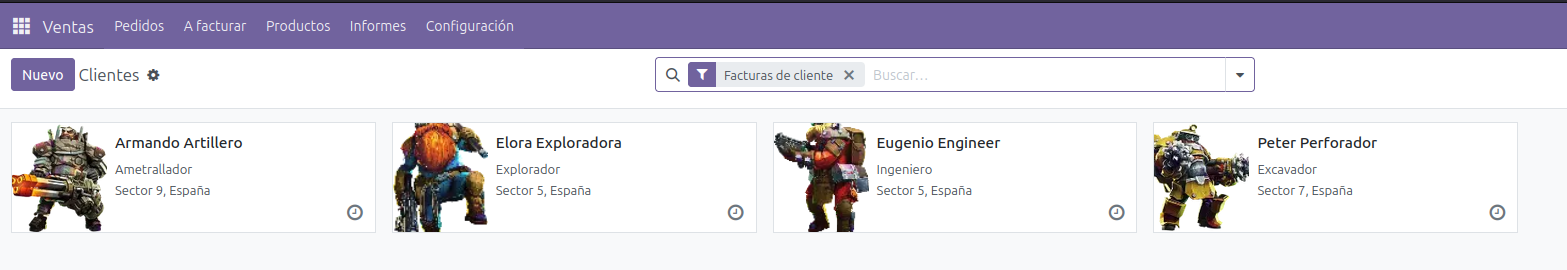 Ventas Pedidos A facturar Productos Informes Configuración
Nuevo Clientes Facturas de cliente Buscar...
Armando Artillero
Ametrallador
Sector 9, España
Elora Exploradora
Explorador
Sector 5, España
Eugenio Engineer
Ingeniero
Sector 5, España
Peter Perforador
Excavador
Sector 7, España